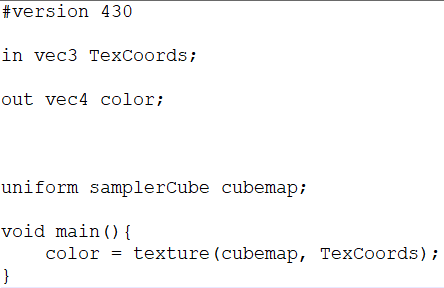 #version 430
in vec3 TexCoords;
out vec4 color;
uniform samplerCube cubemap;
void main(){
    color = texture(cubemap, TexCoords);
}